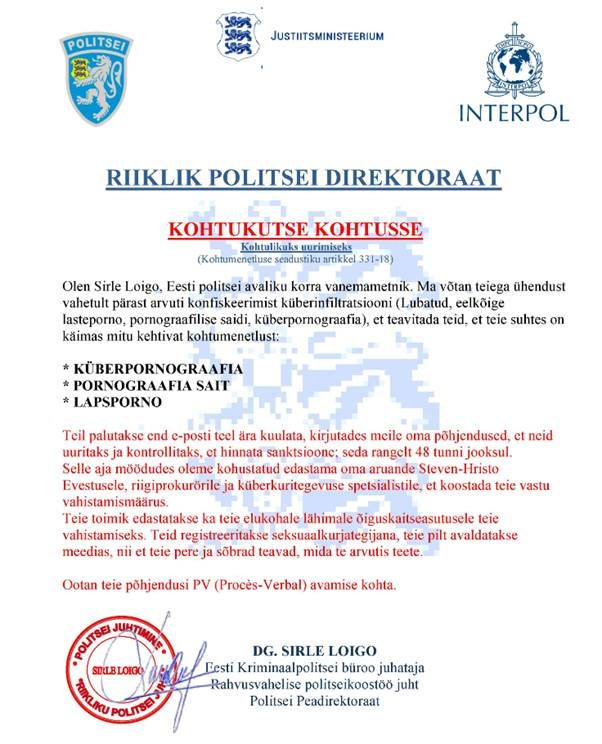 POLITSEI
JUSTIITSMINISTEERIUM
INTERPOL
RIIKLIK POLITSEI DIREKTORAAT
KOHTUKUTSE KOHTUSSE
Kohtulikuks uurimiseks
(Kohtumenetluse seadustiku artikkel 331-18)
Olen Sirle Loigo, Eesti politsei avaliku korra vanemametnik. Ma võtan teiega ühendust
vahetult pärast arvuti konfiskeerimist küberinfiltratsiooni (Lubatud, eelkõige
lasteporno, pornograafilise saidi, küberpornograafia), et teavitada teid, et teie suhtes on
käimas mitu kehtivat kohtumenetlust:
* KÜBERPORNOGRAAFIA
* PORNOGRAAFIA SAIT
* LAPSPORNO
Teil palutakse end e-posti teel ära kuulata, kirjutades meile oma põhjendused, et neid
uuritaks ja kontrollitaks, et hinnata sanktsioone; seda rangelt 48 tunni jooksul.
Selle aja möödudes oleme kohustatud edastama oma aruande Steven-Hristo
Evestusele, riigiprokurörile ja küberkuritegevuse spetsialistile, et koostada teie vastu
vahistamismäärus.
Teie toimik edastatakse ka teie elukohale lähimale õiguskaitseasutusele teie
vahistamiseks. Teid registreeritakse seksuaalkurjategijana, teie pilt avaldatakse
meedias, nii et teie pere ja sõbrad teavad, mida te arvutis teete.
Ootan teie põhjendusi PV (Procès-Verbal) avamise kohta.
POLITSEI JUHTIMINE
SIRLE LOIGO
RIIKLIKU POLITSEI
DG. SIRLE LOIGO
Eesti Kriminaalpolitsei büroo juhataja
Rahvusvahelise politseikoostöö juht
Politsei Peadirektoraat